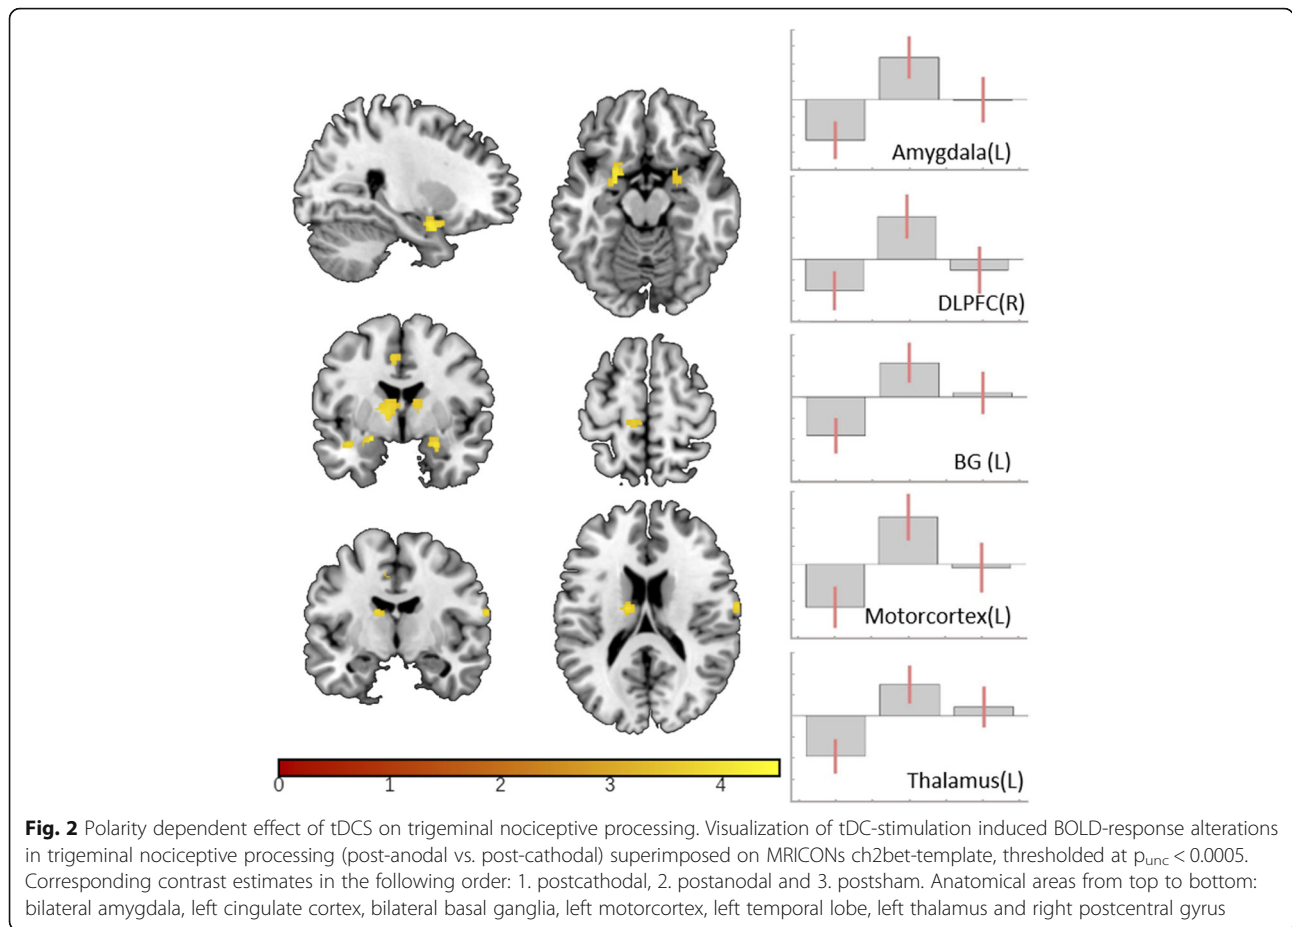 Amygdala(L)
DLPFC(R)
BG (L)
Motorcortex(L)
Thalamus(L)
0 1 2 3 4
Fig. 2 Polarity dependent effect of tDCS on trigeminal nociceptive processing. Visualization of tDC-stimulation induced BOLD-response alterations
in trigeminal nociceptive processing (post-anodal vs. post-cathodal) superimposed on MRICONs ch2bet-template, thresholded at punc < 0.0005.
Corresponding contrast estimates in the following order: 1. postcathodal, 2. postanodal and 3. postsham. Anatomical areas from top to bottom:
bilateral amygdala, left cingulate cortex, bilateral basal ganglia, left motorcortex, left temporal lobe, left thalamus and right postcentral gyrus